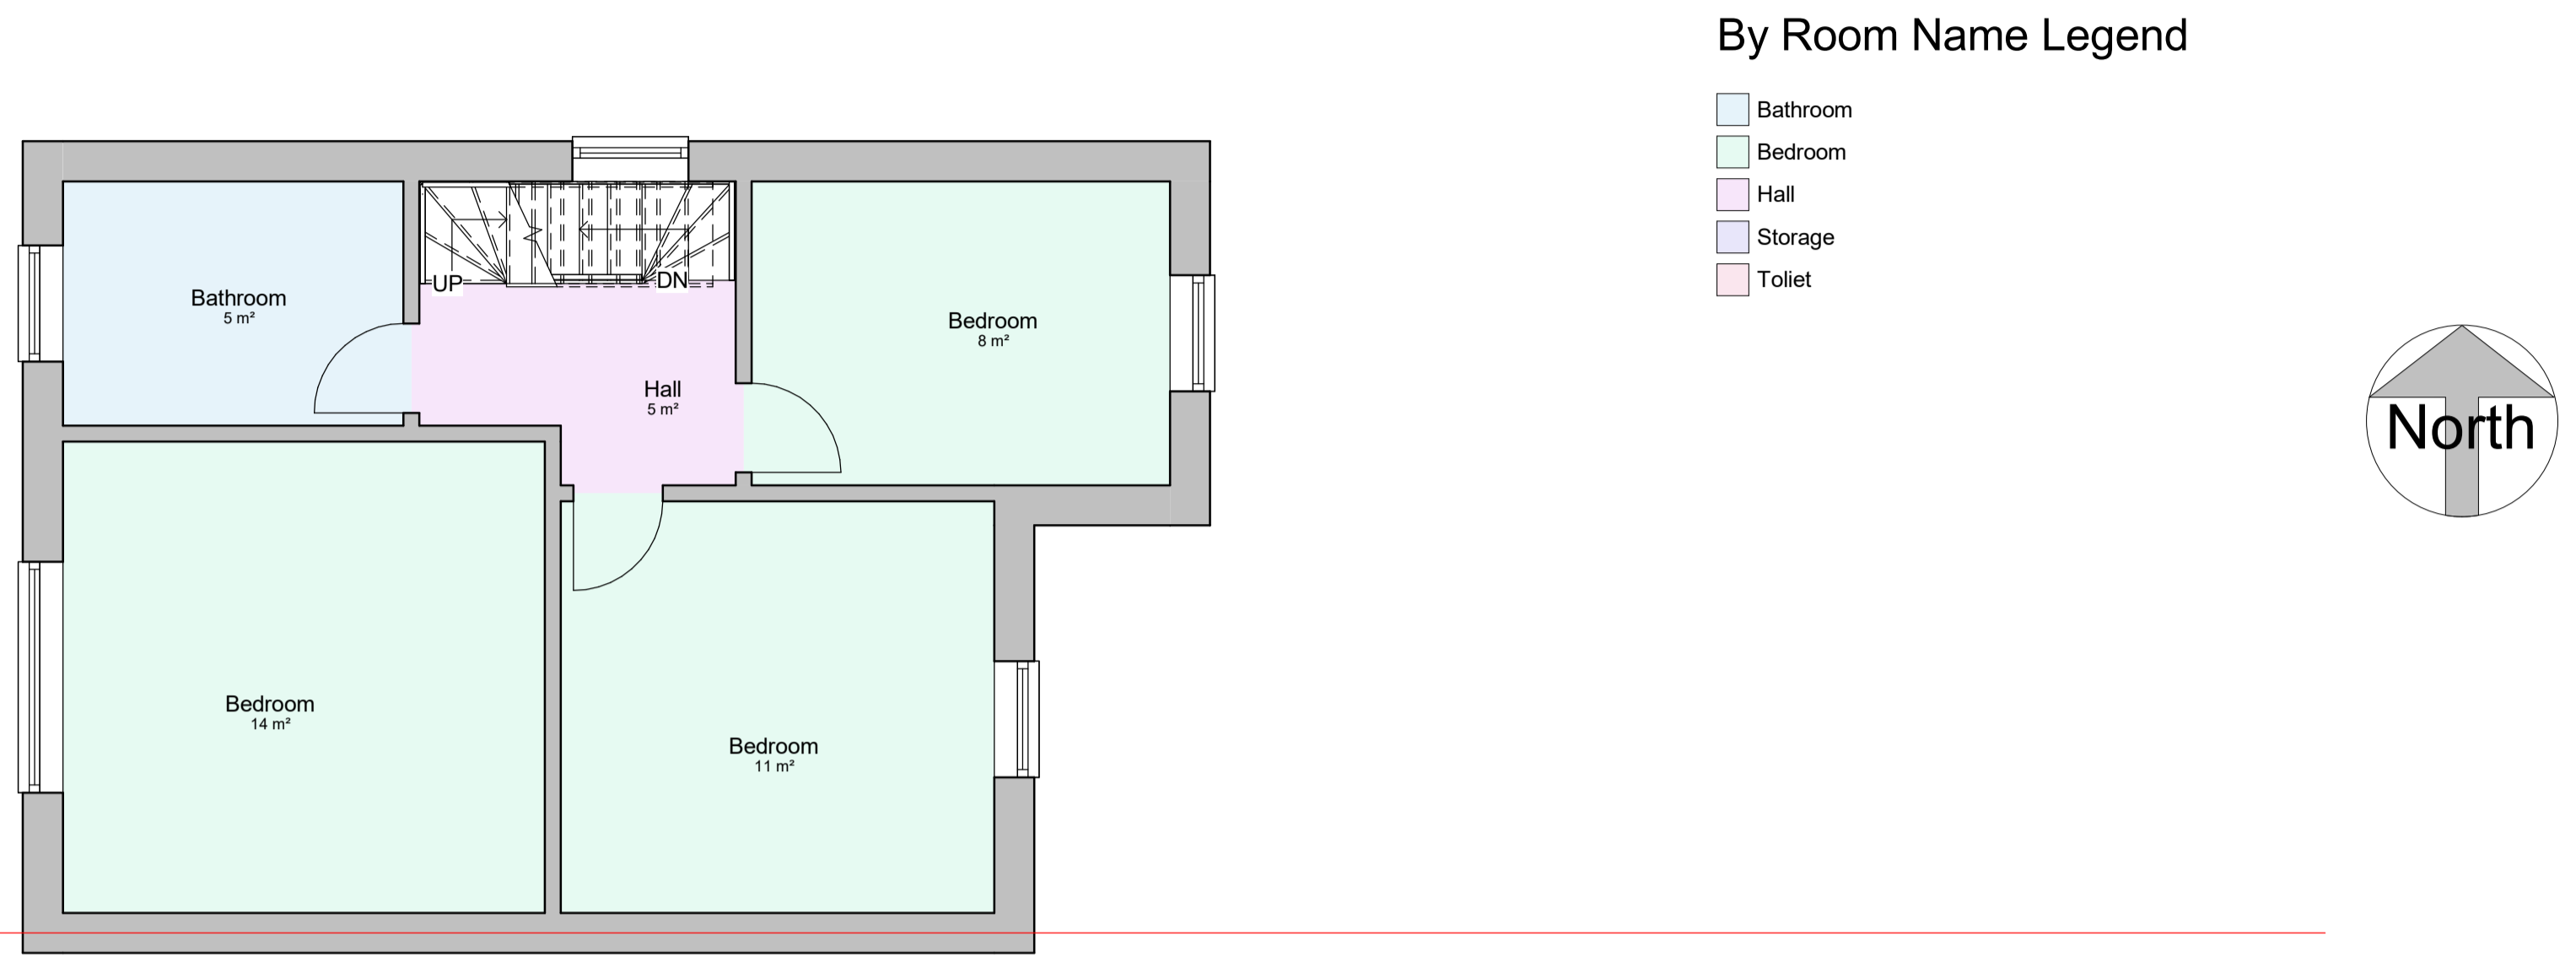 By Room Name Legend
Bathroom
Bedroom
Hall
Storage
Toliet
UP
DN
Bathroom
5 m²
Bedroom
8 m²
Hall
5 m²
North
Bedroom
14 m²
Bedroom
11 m²